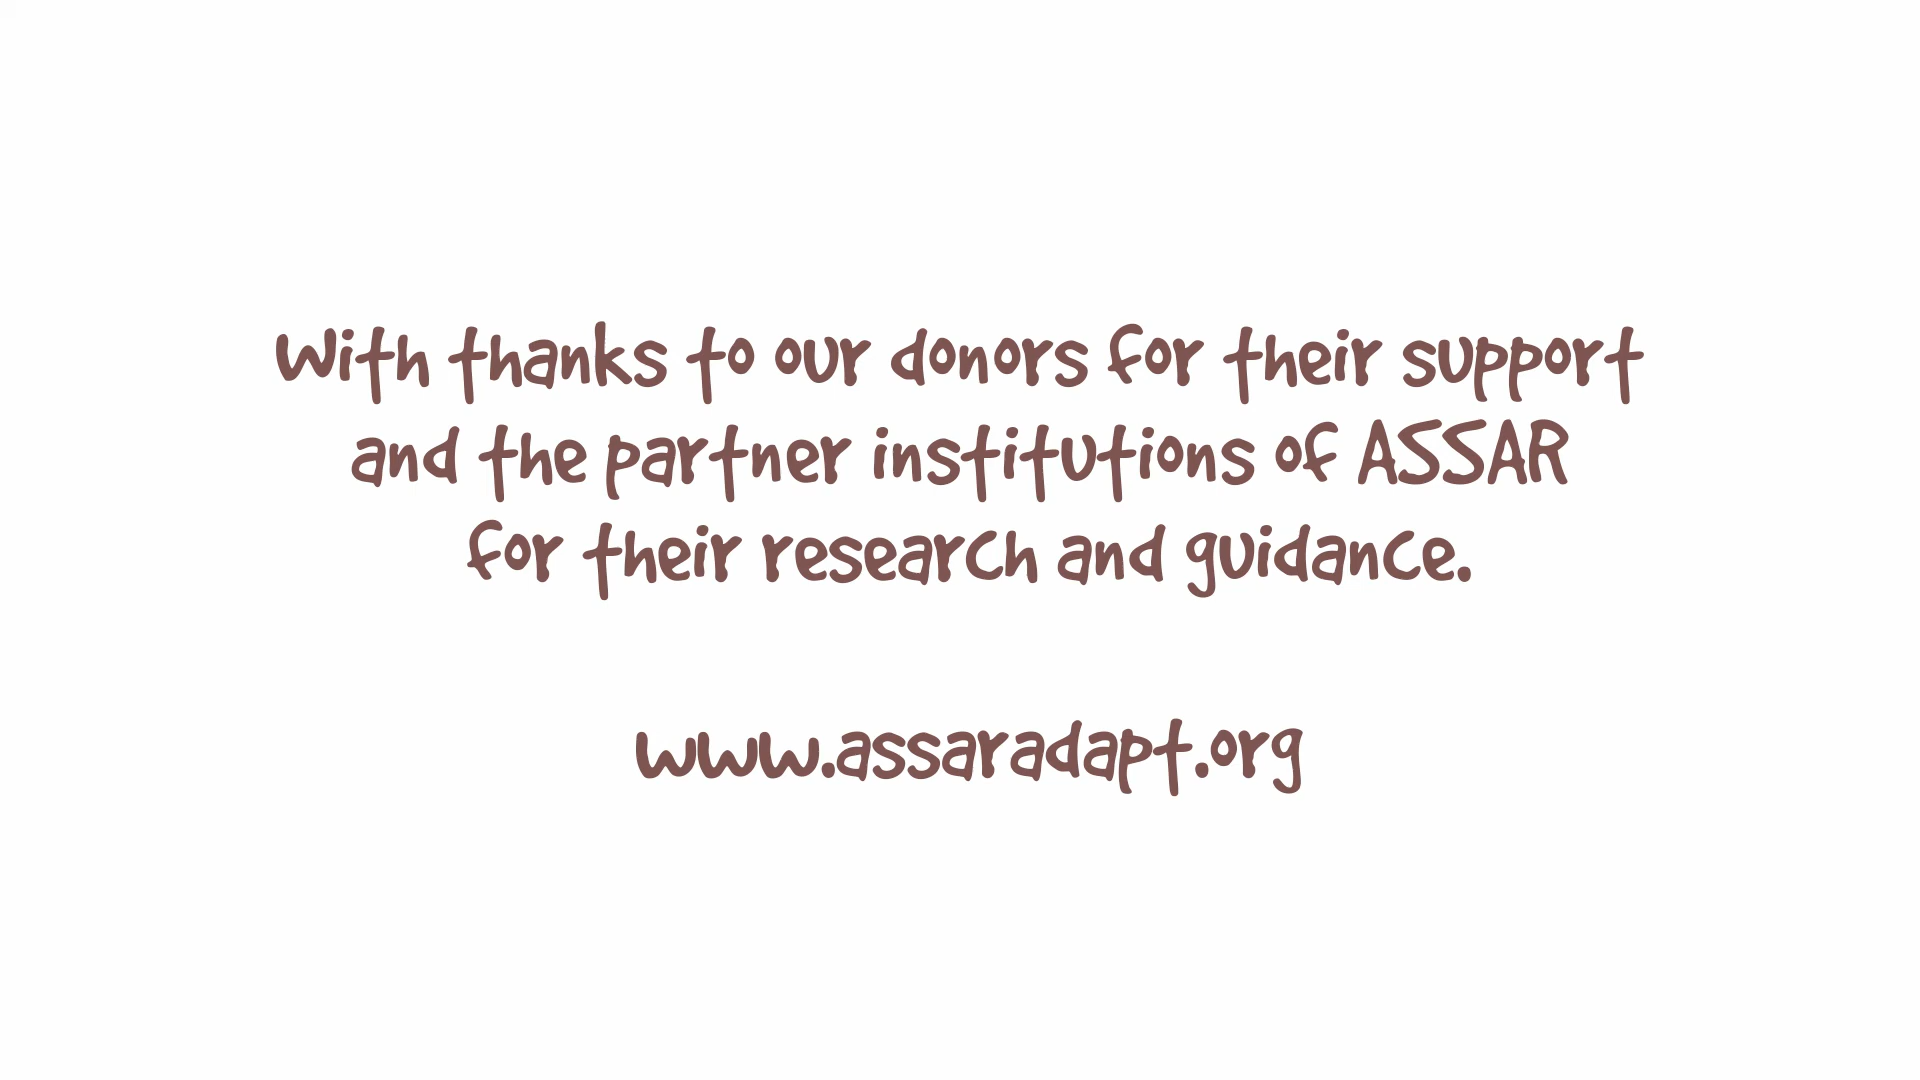 With thanks to our donors for their support
and the partner institutions of ASSAR
for their research and guidance.
www.assaradapt.org